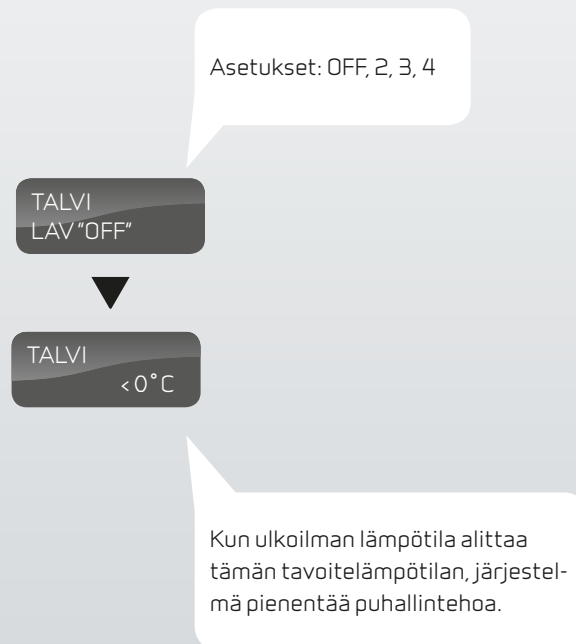 Asetukset: OFF, 2, 3, 4
TALVI
LAV “OFF”
TALVI
<0°C
Kun ulkoilman lämpötila alittaa
tämän tavoitelämpötilan, järjestel-
mä pienentää puhallintehoa.